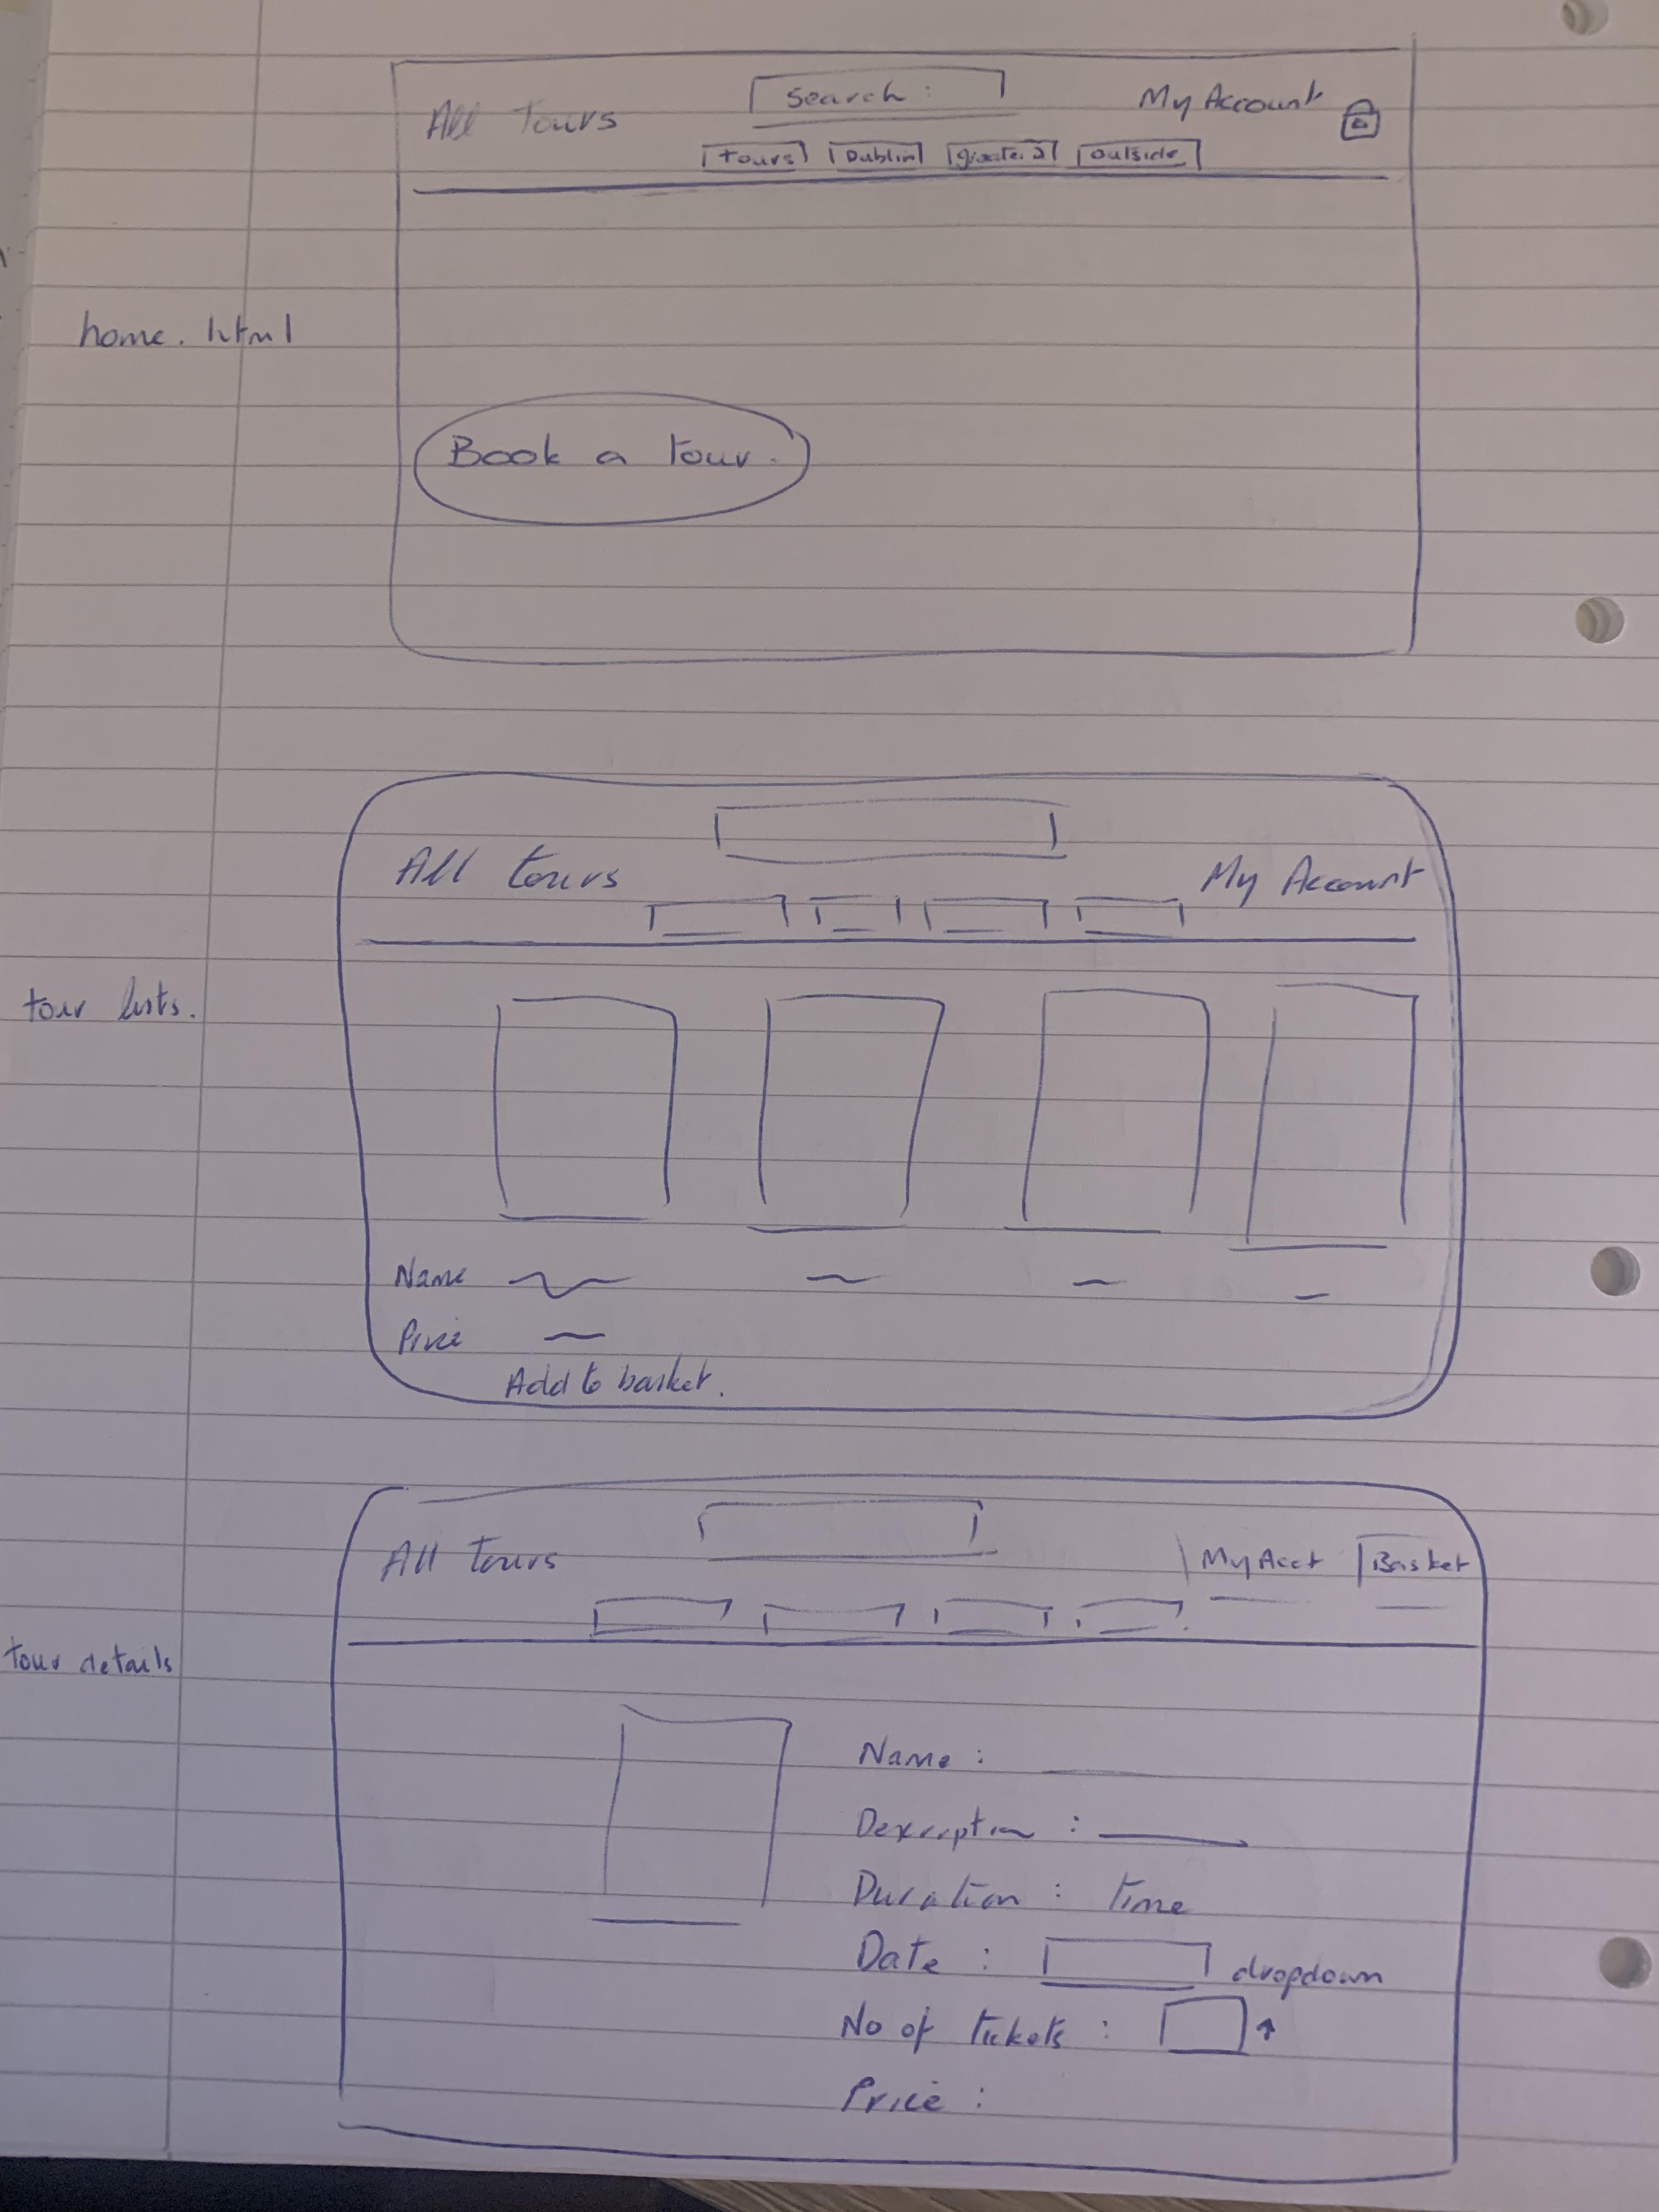 All Tours
Search :
My Account
tours
Dublin
outside
home. html
Book a tour.
All tours
My Account
tour lists.
Name
Price
Add to basket.
All Tours
My Acct
Basket
tour details
Name :
Description :
Duration : time
Date : dropdown
No of tickets :
Price :